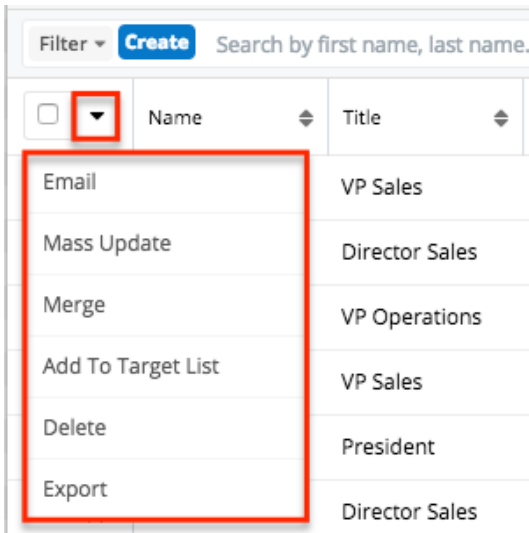 Filter Create Search by first name, last name.
Name Title
Email VP Sales
Mass Update Director Sales
Merge VP Operations
Add To Target List VP Sales
Delete President
Export Director Sales